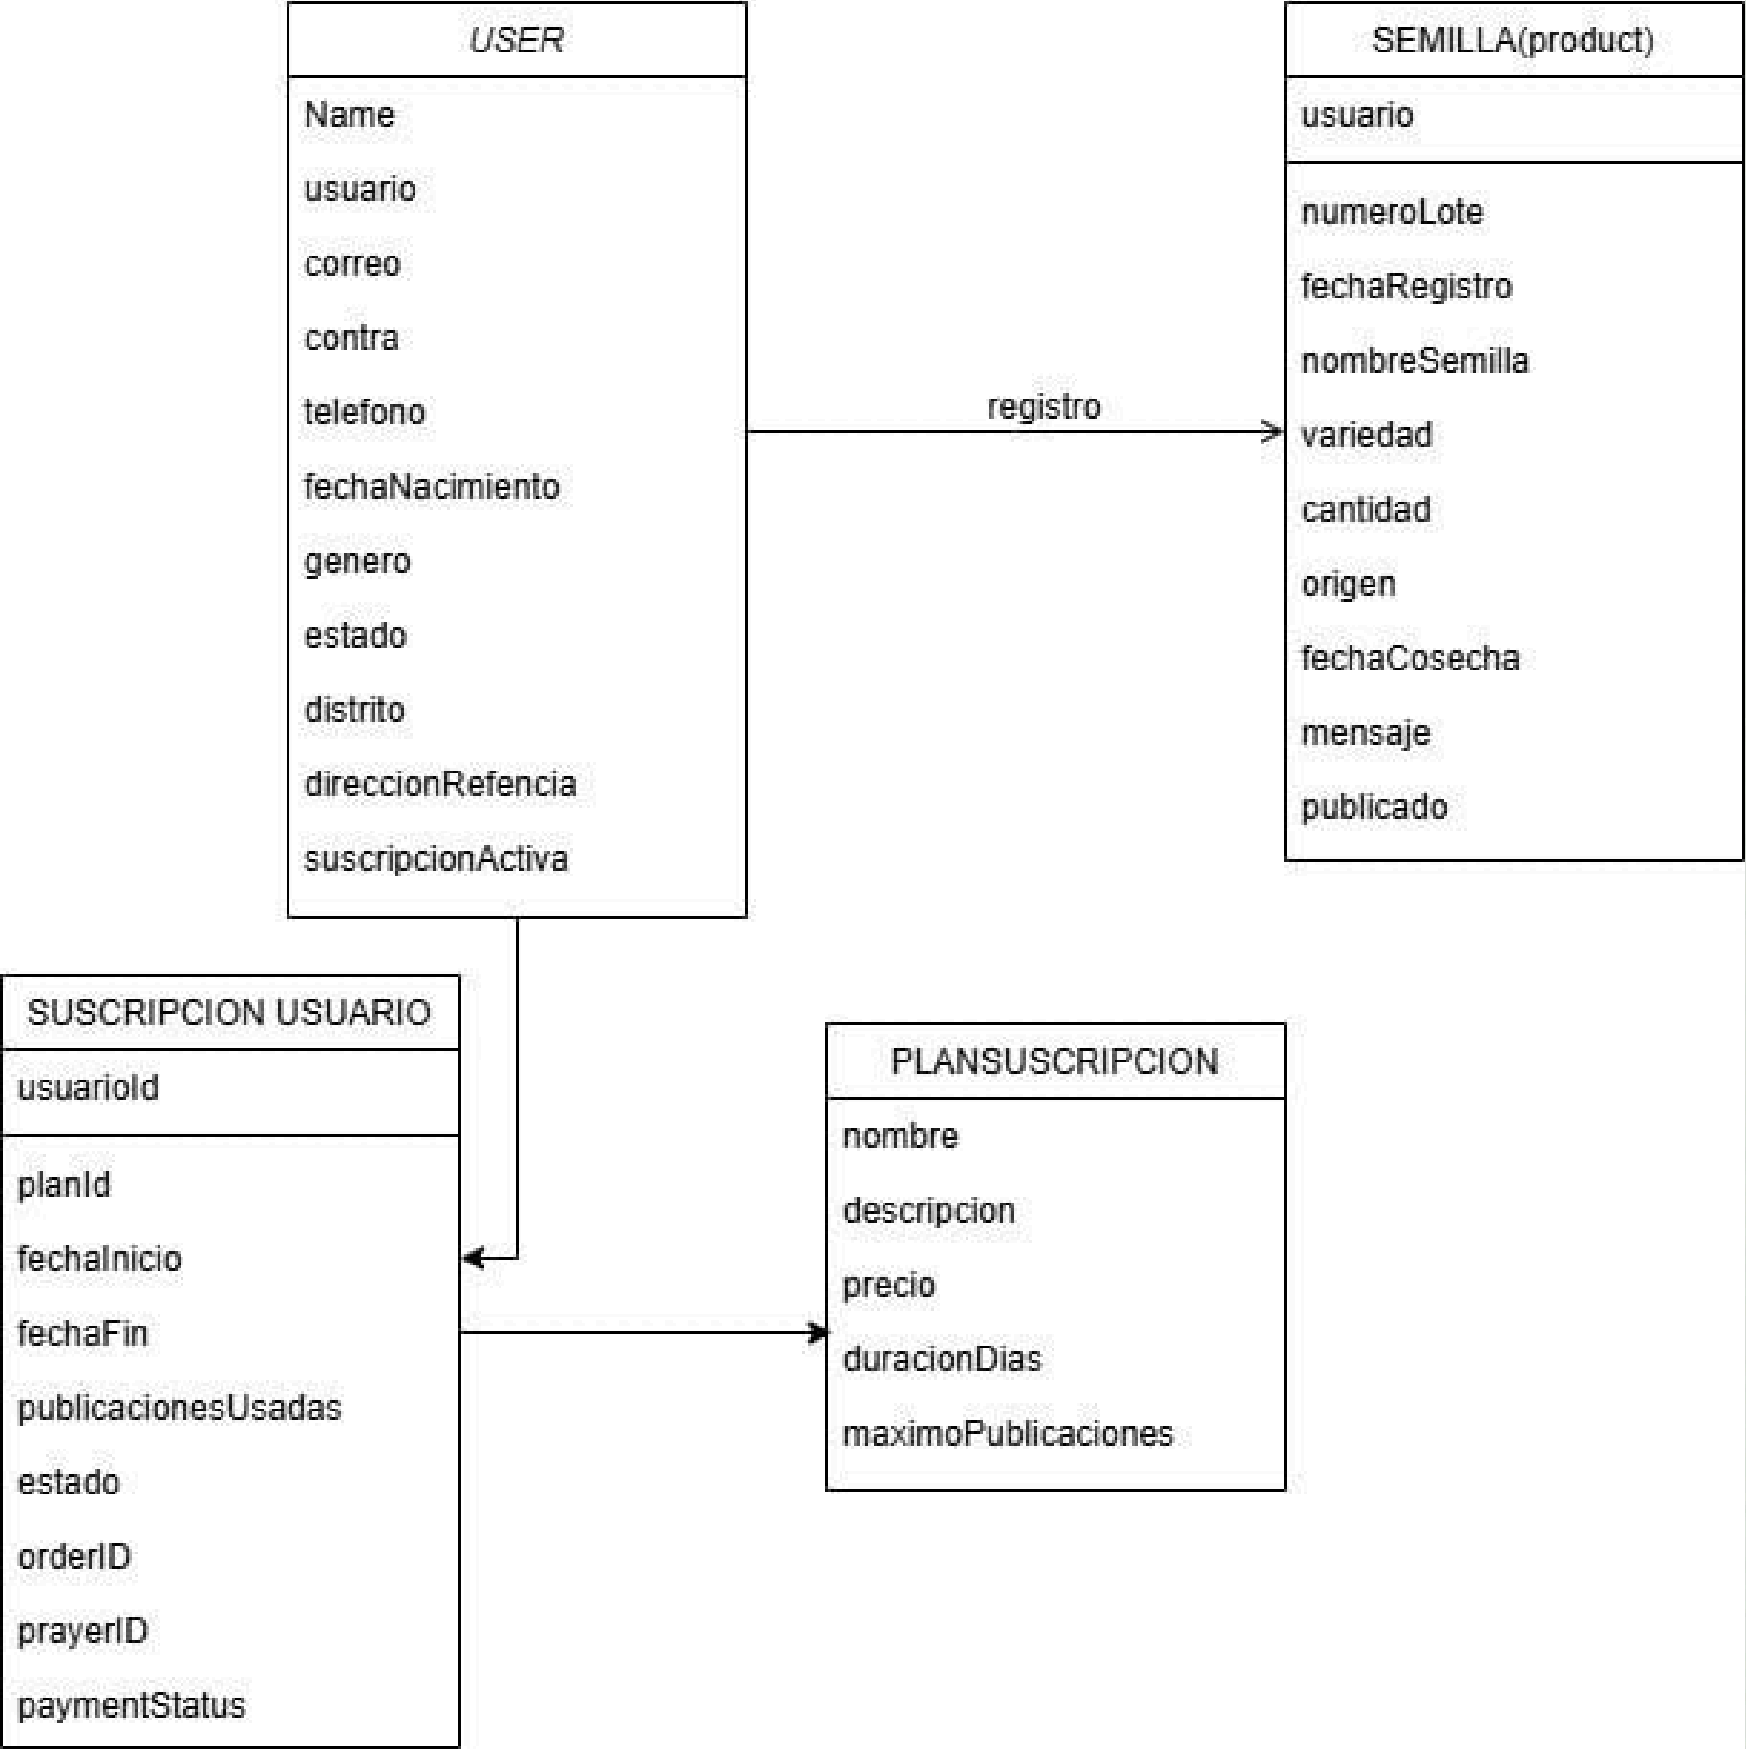 USER
Name
usuario
correo
contra
telefono
fechaNacimiento
genero
estado
distrito
direccionRefencia
suscripcionActiva
registro
SEMILLA(product)
usuario
numeroLote
fechaRegistro
nombreSemilla
variedad
cantidad
origen
fechaCosecha
mensaje
publicado
SUSCRIPCION USUARIO
usuarioId
planId
fechaInicio
fechaFin
publicacionesUsadas
estado
orderID
prayerID
paymentStatus
PLANSUSCRIPCION
nombre
descripcion
precio
duracionDias
maximoPublicaciones